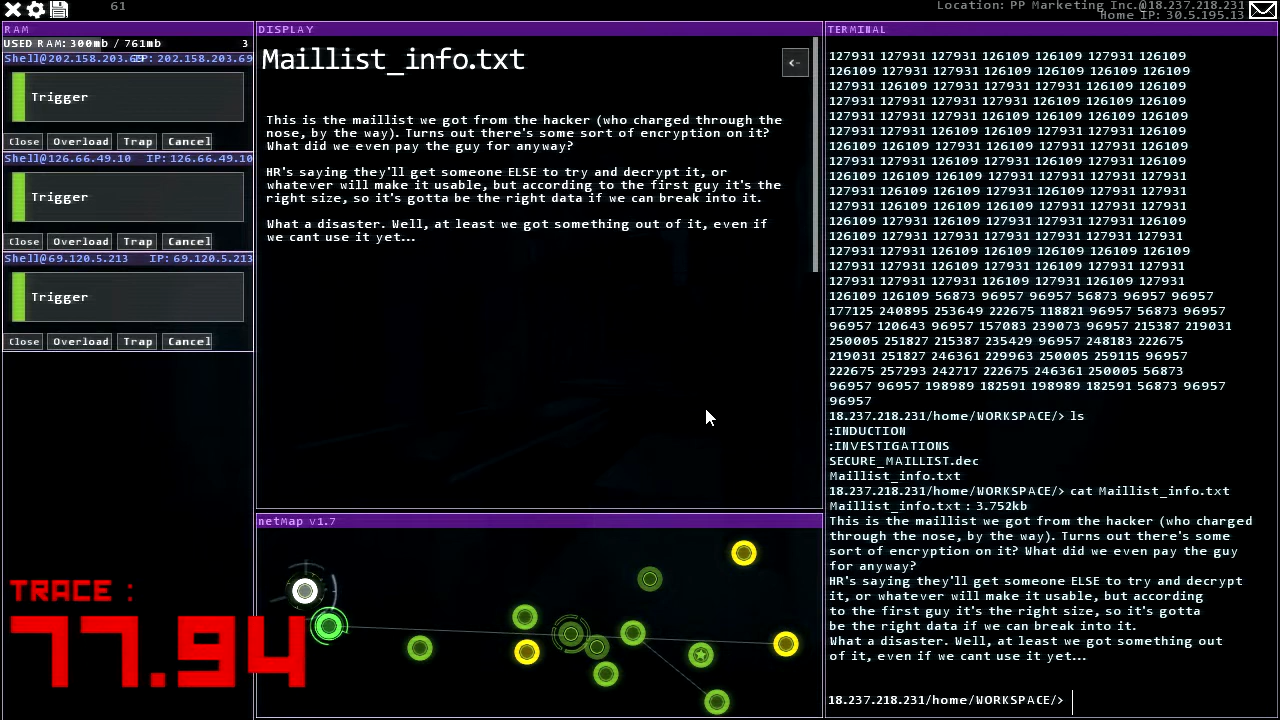 61
Location: PP Marketing Inc.@18.237.218.231
Home IP: 30.5.195.13
RAM
USED RAM: 300mb / 761mb 3
IP: 202.158.203.69
Trigger
Close Overload Trap Cancel
Shell@126.66.49.10 IP: 126.66.49.10
Trigger
Close Overload Trap Cancel
Shell@69.120.5.213 IP: 69.120.5.213
Trigger
Close Overload Trap Cancel
TRACE :
77.94
DISPLAY
Maillist_info.txt
<-
This is the maillist we got from the hacker (who charged through the
nose, by the way). Turns out there's some sort of encryption on it?
What did we even pay the guy for anyway?
HR's saying they'll get someone ELSE to try and decrypt it, or
whatever will make it usable, but according to the first guy it's the
right size, so it's gotta be the right data if we can break into it.
What a disaster. Well, at least we got something out of it, even if
we cant use it yet...
netMap v1.7
TERMINAL
127931 127931 127931 126109 126109 127931 126109
126109 127931 126109 127931 126109 126109 126109
127931 126109 127931 126109 127931 127931 126109
127931 127931 127931 127931 126109 126109 126109
127931 126109 126109 126109 126109 127931 126109
127931 127931 126109 126109 127931 127931 126109
126109 126109 127931 126109 127931 127931 127931
127931 126109 126109 127931 126109 127931 126109
127931 127931 126109 126109 126109 127931 126109
127931 126109 126109 127931 126109 127931 127931
127931 127931 126109 127931 126109 127931 127931
126109 127931 126109 127931 127931 127931 126109
126109 127931 126109 127931 127931 127931 127931
127931 126109 127931 127931 126109 126109 126109
127931 127931 126109 127931 126109 127931 127931
127931 127931 127931 126109 126109 126109 127931
126109 126109 56873 96957 96957 56873 96957 96957
177125 240895 253649 222675 118821 96957 56873 96957
96957 120643 96957 157083 239073 96957 215387 219031
250005 251827 215387 235429 96957 248183 222675
219031 251827 246361 229963 250005 259115 96957
222675 257293 242717 222675 246361 250005 56873
96957 96957 198989 182591 198989 182591 56873 96957
96957
18.237.218.231/home/WORKSPACE/> ls
:INDUCTION
:INVESTIGATIONS
SECURE_MAILLIST.dec
Maillist_info.txt
18.237.218.231/home/WORKSPACE/> cat Maillist_info.txt
Maillist_info.txt : 3.752kb
This is the maillist we got from the hacker (who charged
through the nose, by the way). Turns out there's some
sort of encryption on it? What did we even pay the guy
for anyway?
HR's saying they'll get someone ELSE to try and decrypt
it, or whatever will make it usable, but according
to the first guy it's the right size, so it's gotta
be the right data if we can break into it.
What a disaster. Well, at least we got something out
of it, even if we cant use it yet...
18.237.218.231/home/WORKSPACE/>